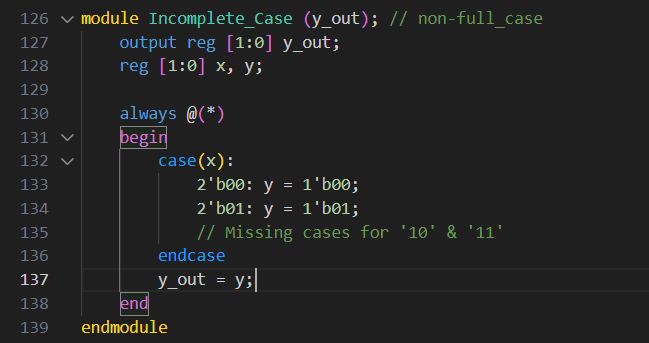 126 module Incomplete_Case (y_out); // non-full_case
127 output reg [1:0] y_out;
128 reg [1:0] x, y;
129
130 always @(*)
131 begin
132 case(x):
133 2'b00: y = 1'b00;
134 2'b01: y = 1'b01;
135 // Missing cases for '10' & '11'
136 endcase
137 y_out = y;
138 end
139 endmodule